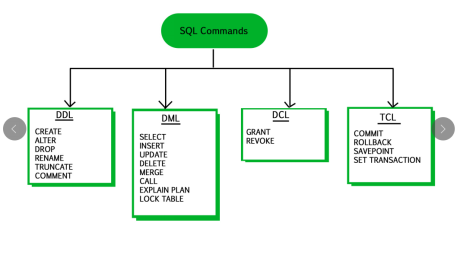 SQL Commands
DDL
CREATE
ALTER
DROP
RENAME
TRUNCATE
COMMENT
DML
SELECT
INSERT
UPDATE
DELETE
MERGE
CALL
EXPLAIN PLAN
LOCK TABLE
DCL
GRANT
REVOKE
TCL
COMMIT
ROLLBACK
SAVEPOINT
SET TRANSACTION